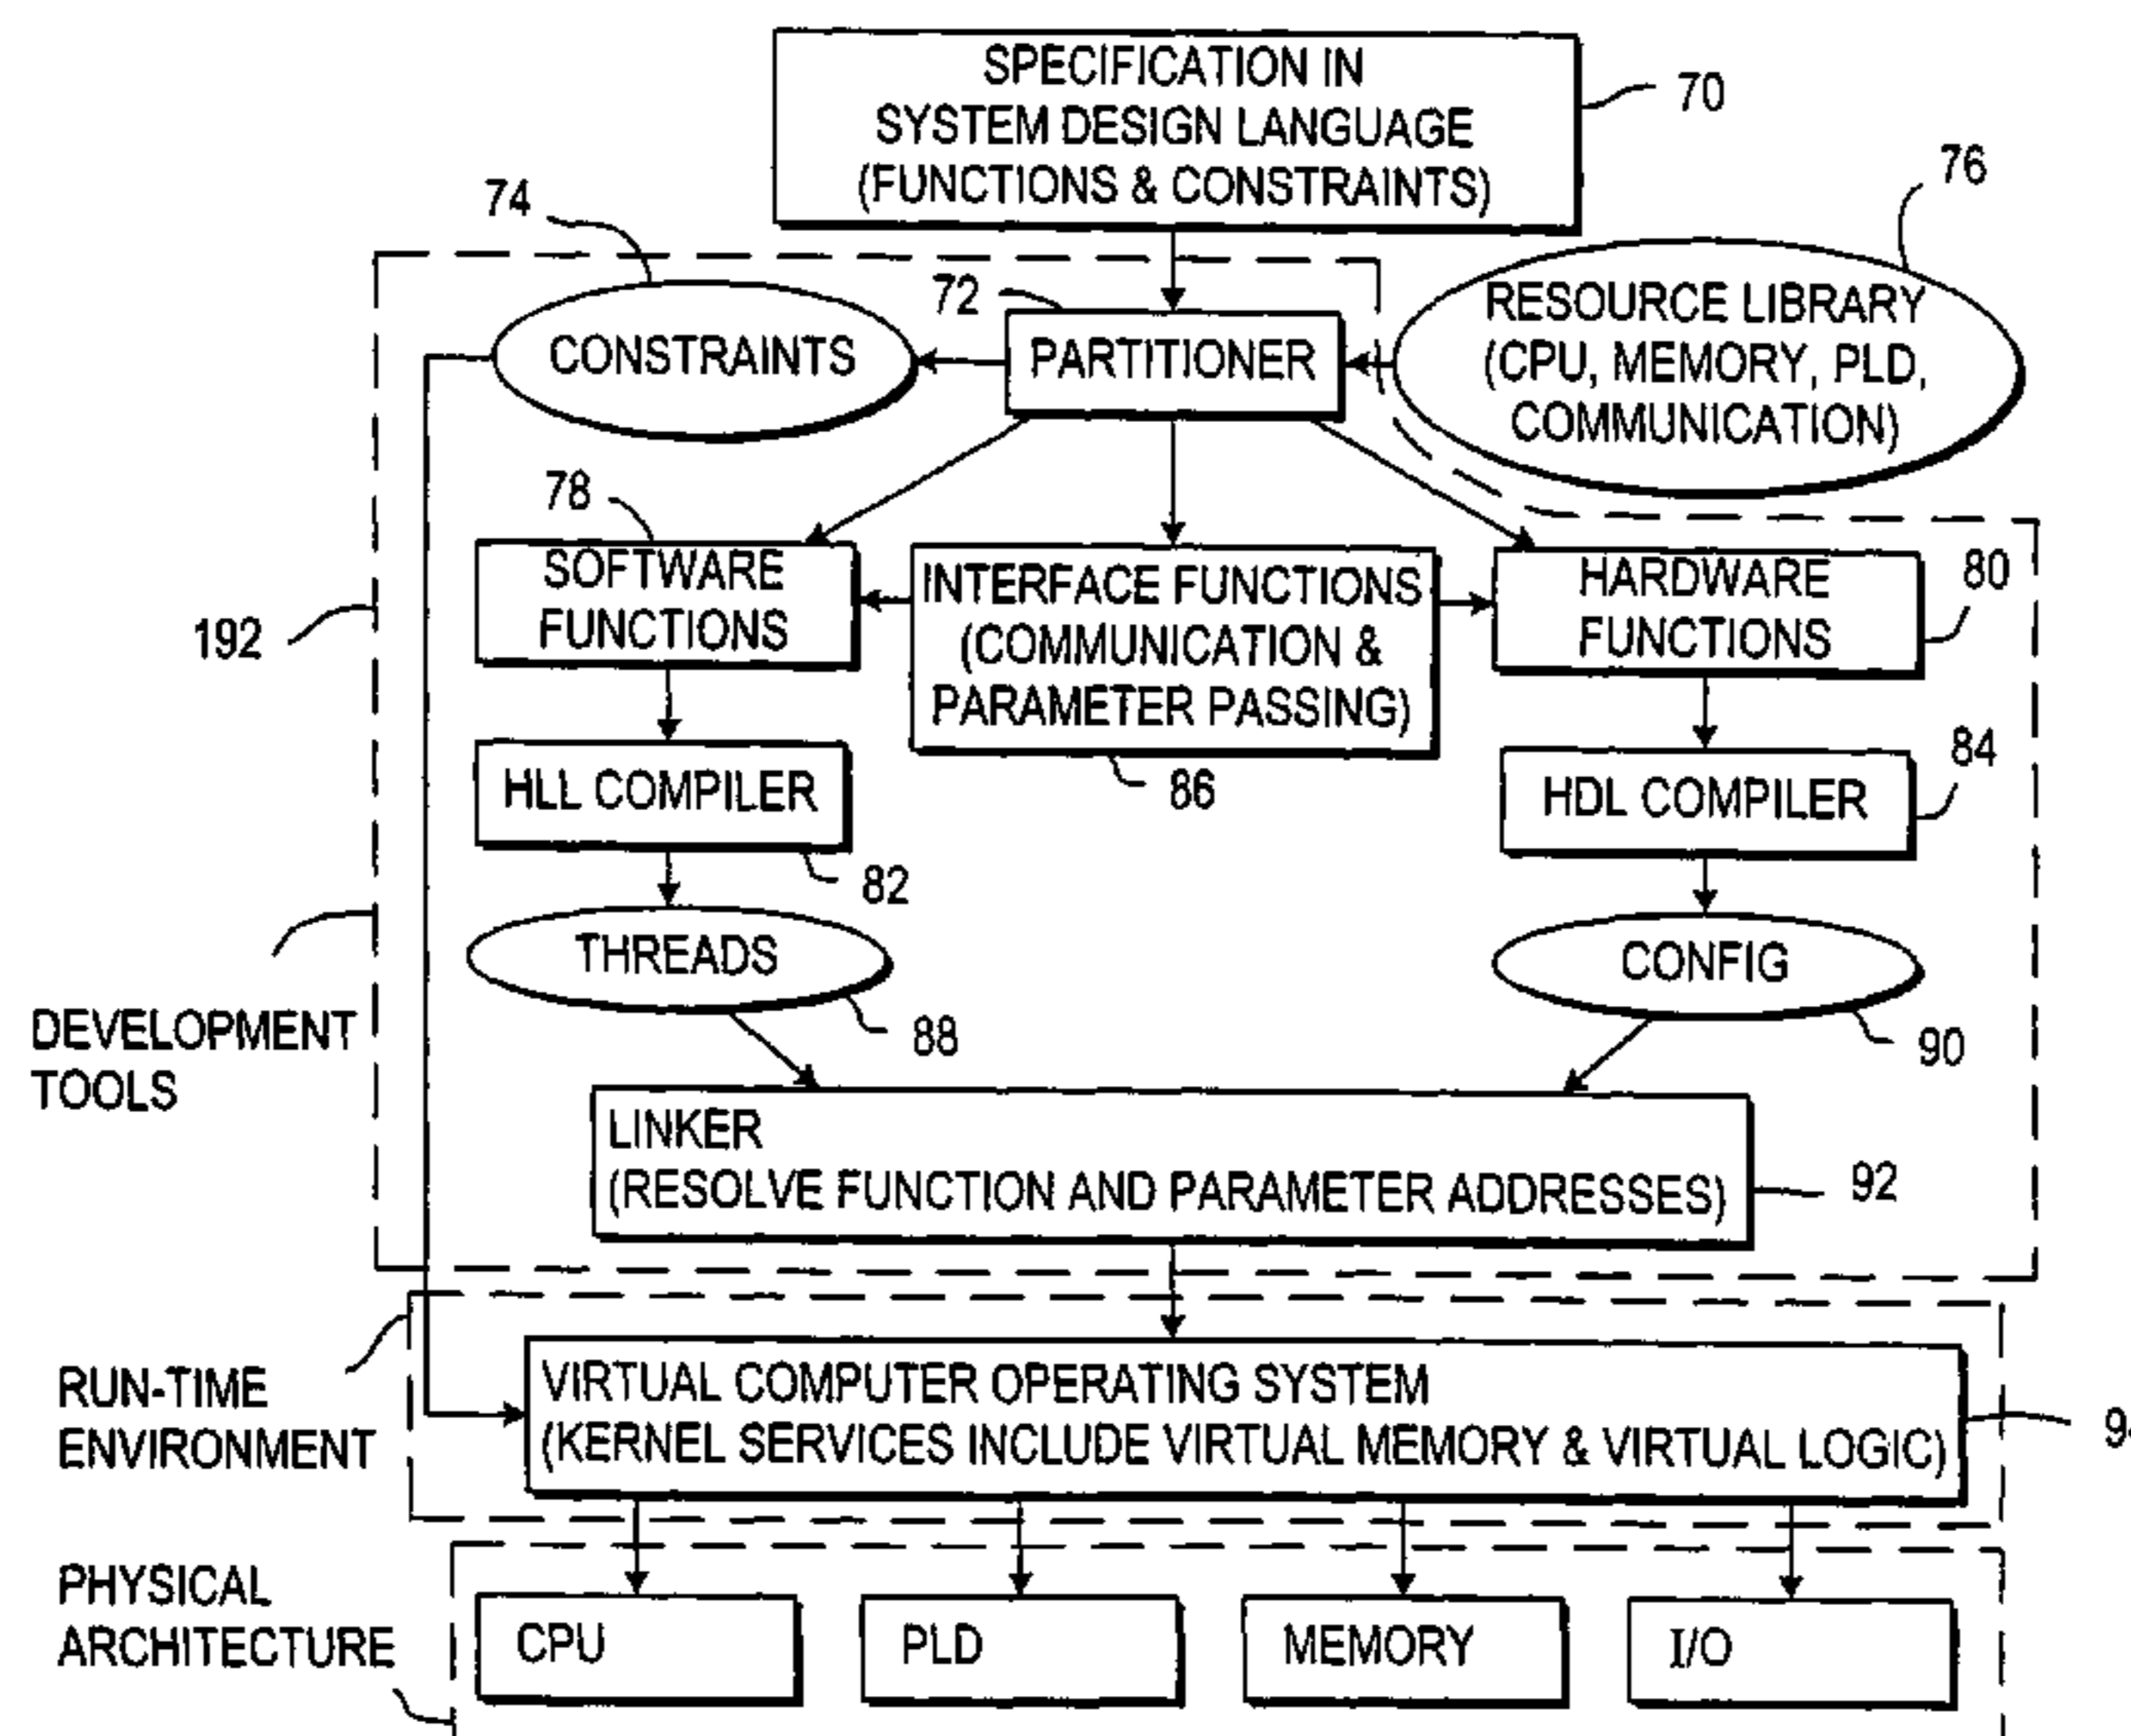 SPECIFICATION IN
SYSTEM DESIGN LANGUAGE
(FUNCTIONS & CONSTRAINTS)
70
76
74
72
RESOURCE LIBRARY
(CPU, MEMORY, PLD,
COMMUNICATION)
CONSTRAINTS
PARTITIONER
78
SOFTWARE
FUNCTIONS
INTERFACE FUNCTIONS
(COMMUNICATION &
PARAMETER PASSING)
HARDWARE
FUNCTIONS
80
192
HLL COMPILER
86
HDL COMPILER
84
82
THREADS
CONFIG
88
90
DEVELOPMENT
TOOLS
LINKER
(RESOLVE FUNCTION AND PARAMETER ADDRESSES)
92
RUN-TIME
ENVIRONMENT
VIRTUAL COMPUTER OPERATING SYSTEM
(KERNEL SERVICES INCLUDE VIRTUAL MEMORY & VIRTUAL LOGIC)
PHYSICAL
ARCHITECTURE
CPU
PLD
MEMORY
I/O